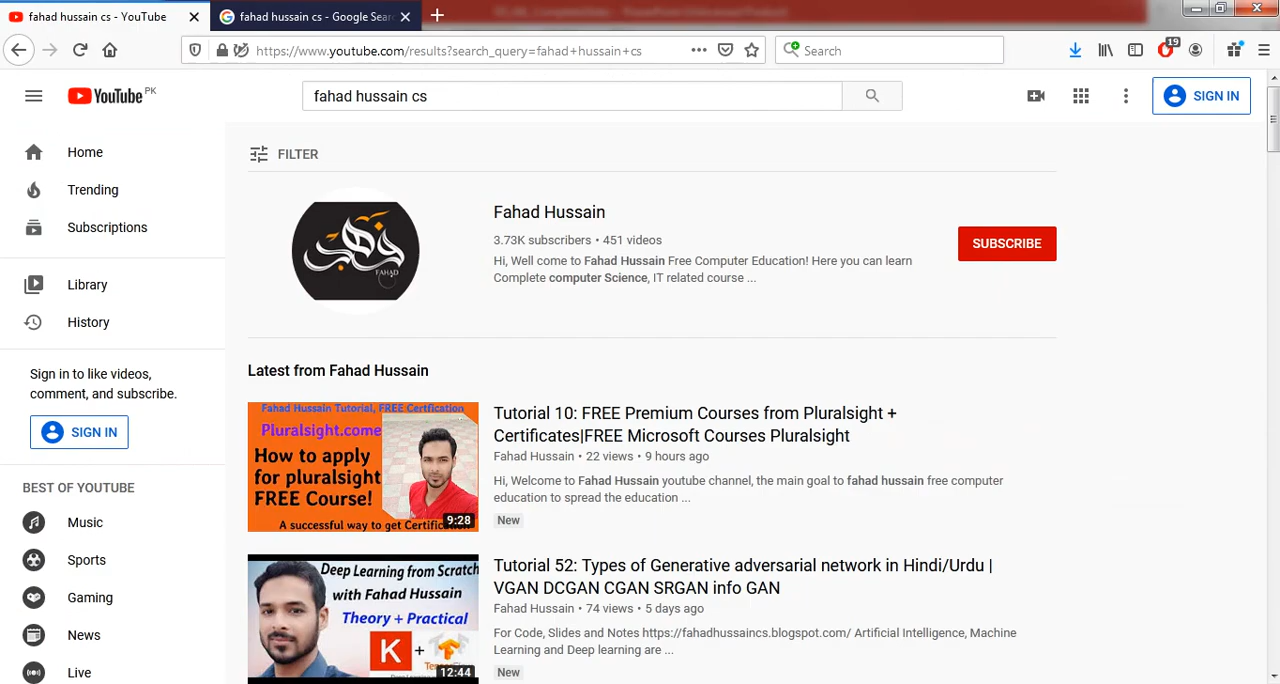 fahad hussain cs - YouTube
fahad hussain cs - Google Sear
https://www.youtube.com/results?search_query=fahad+hussain+cs
Search
19
YouTube PK
fahad hussain cs
SIGN IN
Home
Trending
Subscriptions
Library
History
Sign in to like videos,
comment, and subscribe.
SIGN IN
BEST OF YOUTUBE
Music
Sports
Gaming
News
Live
FILTER
فهد
FAHAD
Fahad Hussain
3.73K subscribers • 451 videos
Hi, Well come to Fahad Hussain Free Computer Education! Here you can learn
Complete computer Science, IT related course ...
SUBSCRIBE
Latest from Fahad Hussain
Fahad Hussain Tutorial, FREE Certfication
Pluralsight.come
How to apply
for pluralsight
FREE Course!
A successful way to get Certification
9:28
Tutorial 10: FREE Premium Courses from Pluralsight +
Certificates|FREE Microsoft Courses Pluralsight
Fahad Hussain • 22 views • 9 hours ago
Hi, Welcome to Fahad Hussain youtube channel, the main goal to fahad hussain free computer
education to spread the education ...
New
Deep Learning from Scratch
with Fahad Hussain
Theory + Practical
K +
12:44
Tutorial 52: Types of Generative adversarial network in Hindi/Urdu |
VGAN DCGAN CGAN SRGAN info GAN
Fahad Hussain • 74 views • 5 days ago
For Code, Slides and Notes https://fahadhussaincs.blogspot.com/ Artificial Intelligence, Machine
Learning and Deep learning are ...
New